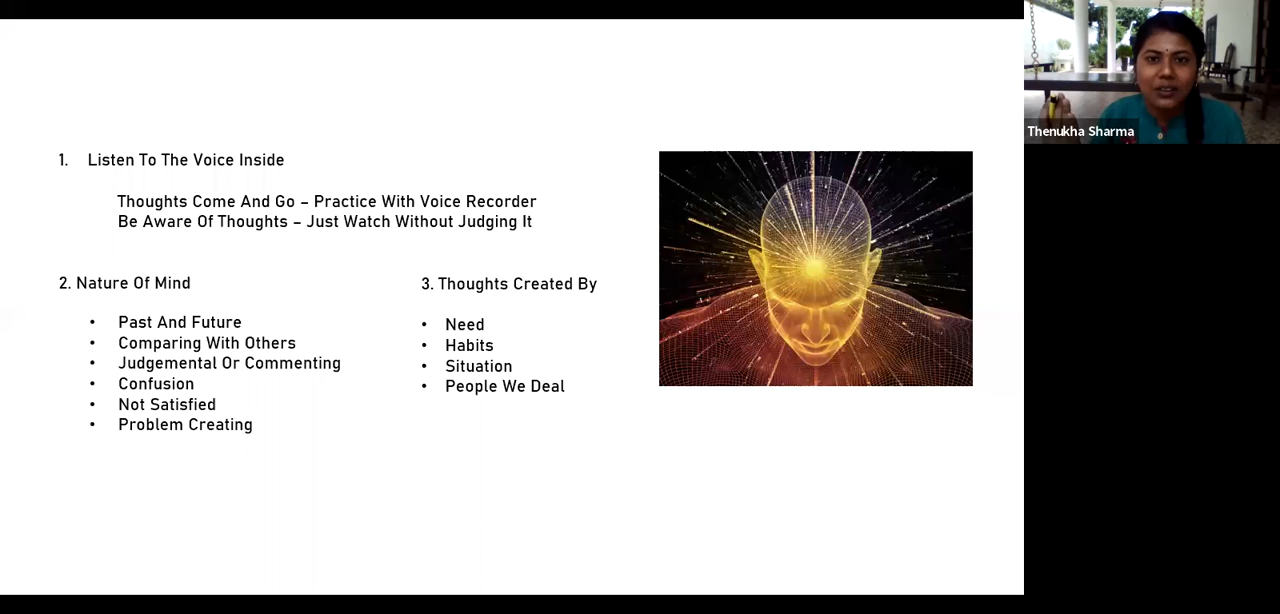 1. Listen To The Voice Inside
Thoughts Come And Go – Practice With Voice Recorder
Be Aware Of Thoughts – Just Watch Without Judging It
2. Nature Of Mind
• Past And Future
• Comparing With Others
• Judgemental Or Commenting
• Confusion
• Not Satisfied
• Problem Creating
3. Thoughts Created By
• Need
• Habits
• Situation
• People We Deal
Thenukha Sharma